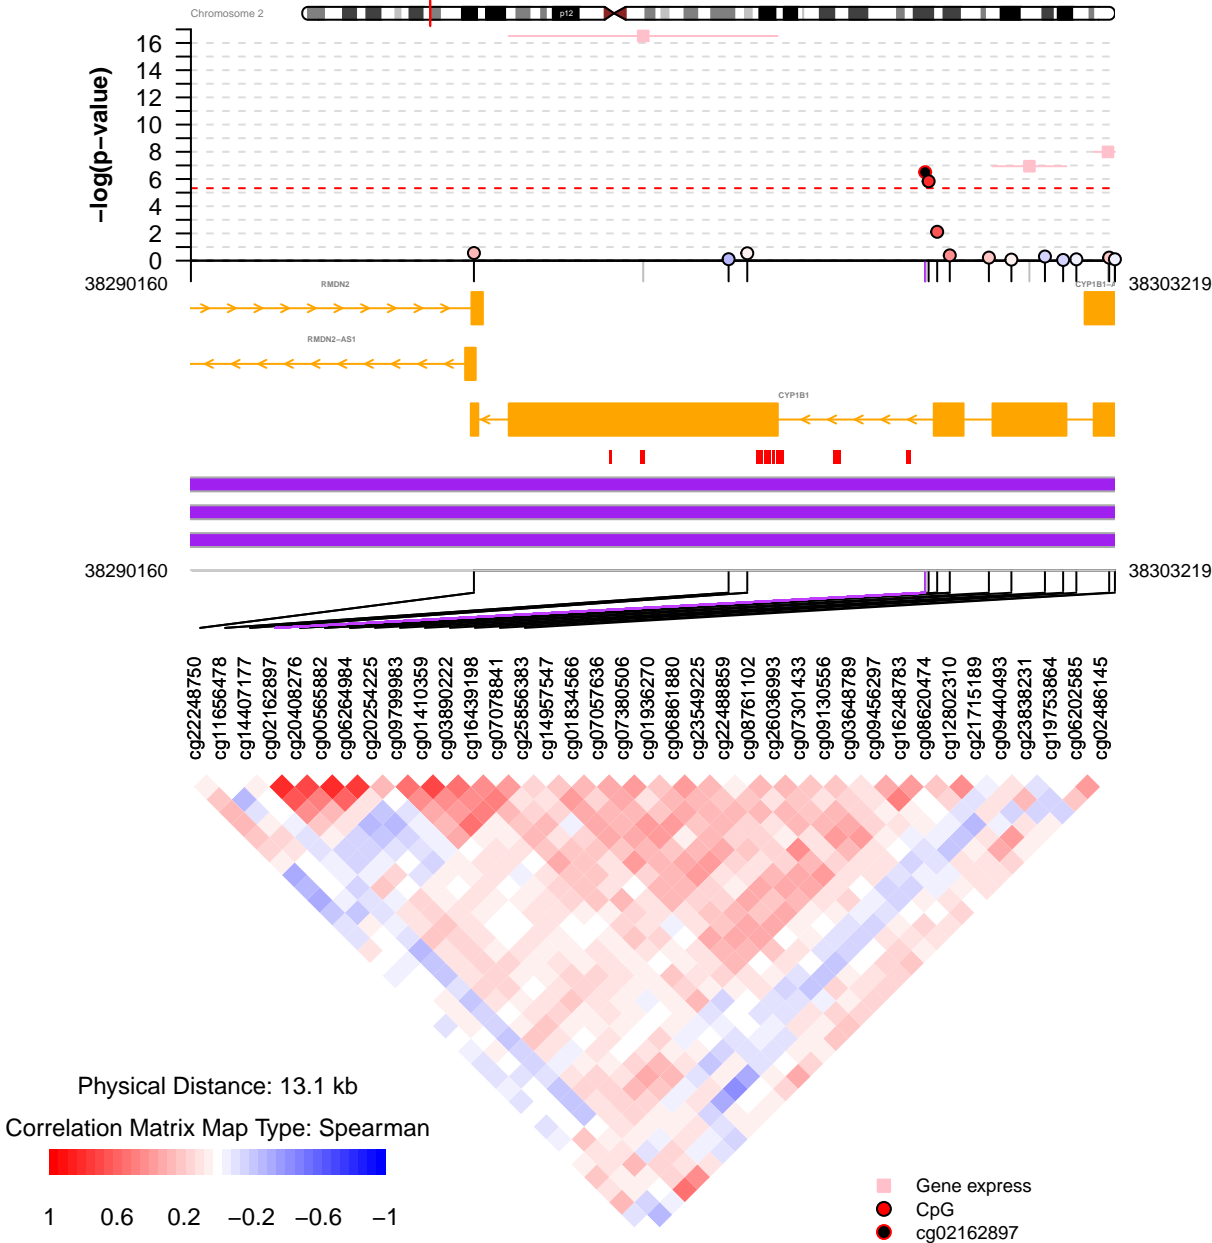 Chromosome 2
p12
−log(p−value)
16
14
12
10
8
6
4
2
0
38290160
38303219
RMDN2
CYP1B1-A
RMDN2-AS1
CYP1B1
38290160
38303219
cg22248750
cg11656478
cg14407177
cg02162897
cg20408276
cg00565882
cg06264984
cg20254225
cg09799983
cg01410359
cg03890222
cg16439198
cg07078841
cg25856383
cg14957547
cg01834566
cg07057636
cg07380506
cg01936270
cg06861880
cg23549225
cg22488859
cg08761102
cg26036993
cg07301433
cg09130556
cg03648789
cg09456297
cg16248783
cg08620474
cg12802310
cg21715189
cg09440493
cg23838231
cg19753864
cg06202585
cg02486145
Physical Distance: 13.1 kb
Correlation Matrix Map Type: Spearman
1 0.6 0.2 −0.2 −0.6 −1
Gene express
CpG
cg02162897